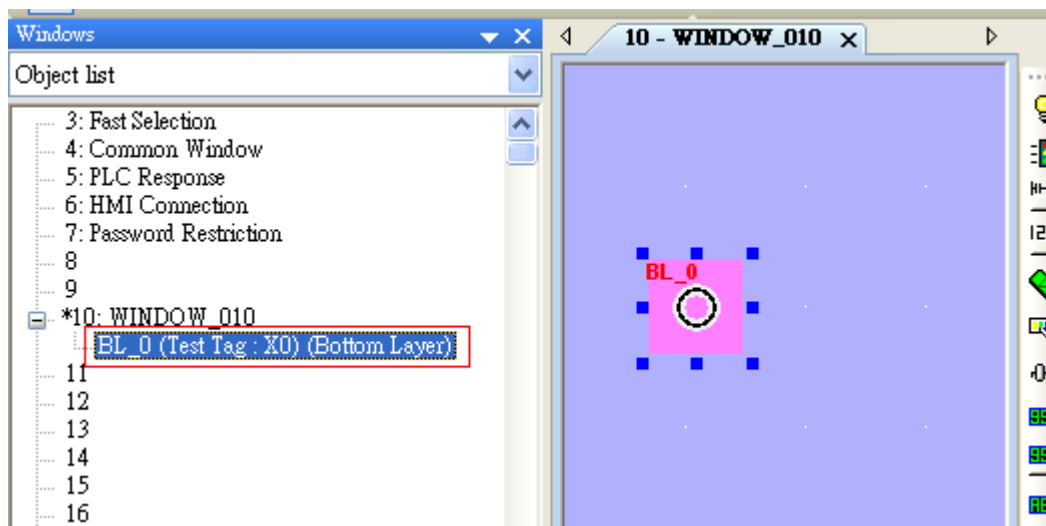 Windows
Object list
3: Fast Selection
4: Common Window
5: PLC Response
6: HMI Connection
7: Password Restriction
8
9
*10: WINDOW_010
BL_0 (Test Tag : X0) (Bottom Layer)
11
12
13
14
15
16
10 - WINDOW_010
BL_0